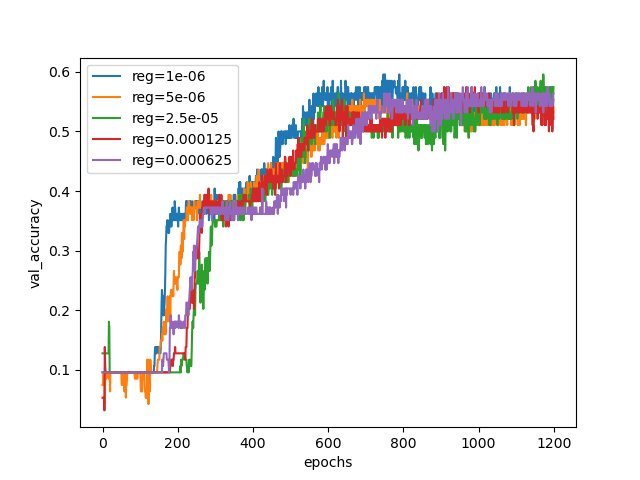 reg=1e-06
reg=5e-06
reg=2.5e-05
reg=0.000125
reg=0.000625
val_accuracy
0.6
0.5
0.4
0.3
0.2
0.1
0 200 400 600 800 1000 1200
epochs